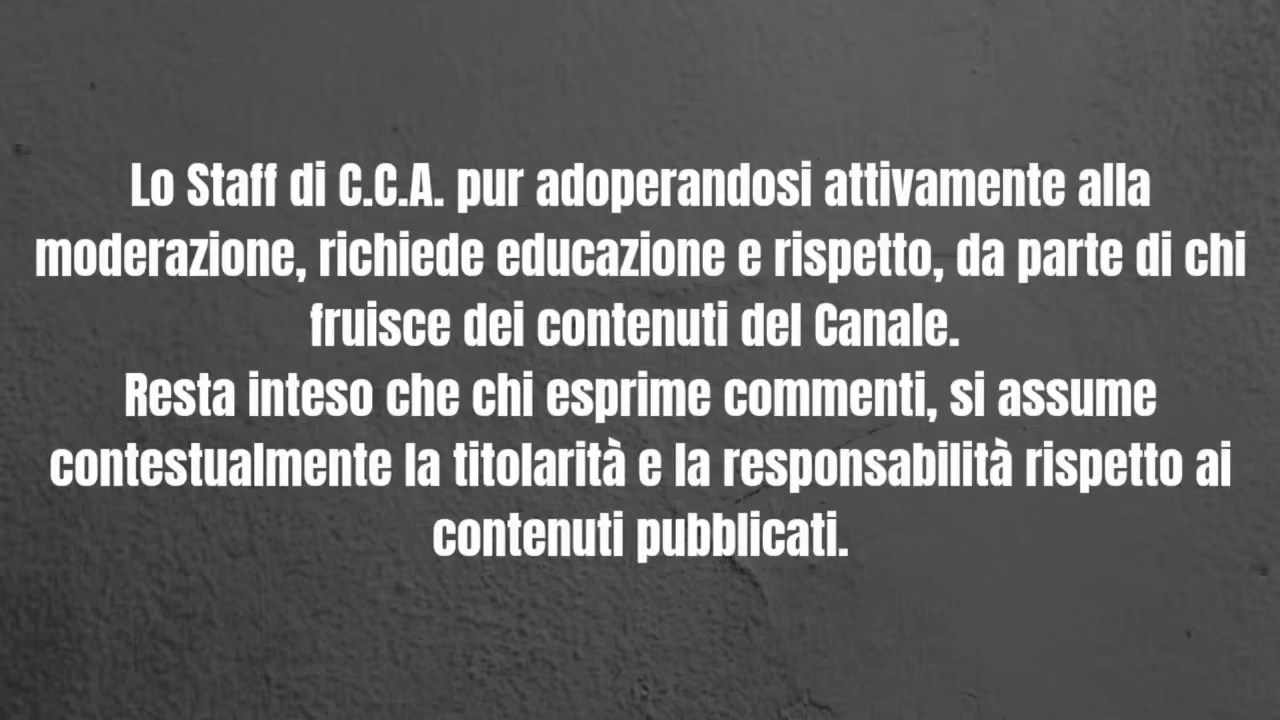 Lo Staff di C.C.A. pur adoperandosi attivamente alla
moderazione, richiede educazione e rispetto, da parte di chi
fruisce dei contenuti del Canale.
Resta inteso che chi esprime commenti, si assume
contestualmente la titolarità e la responsabilità rispetto ai
contenuti pubblicati.